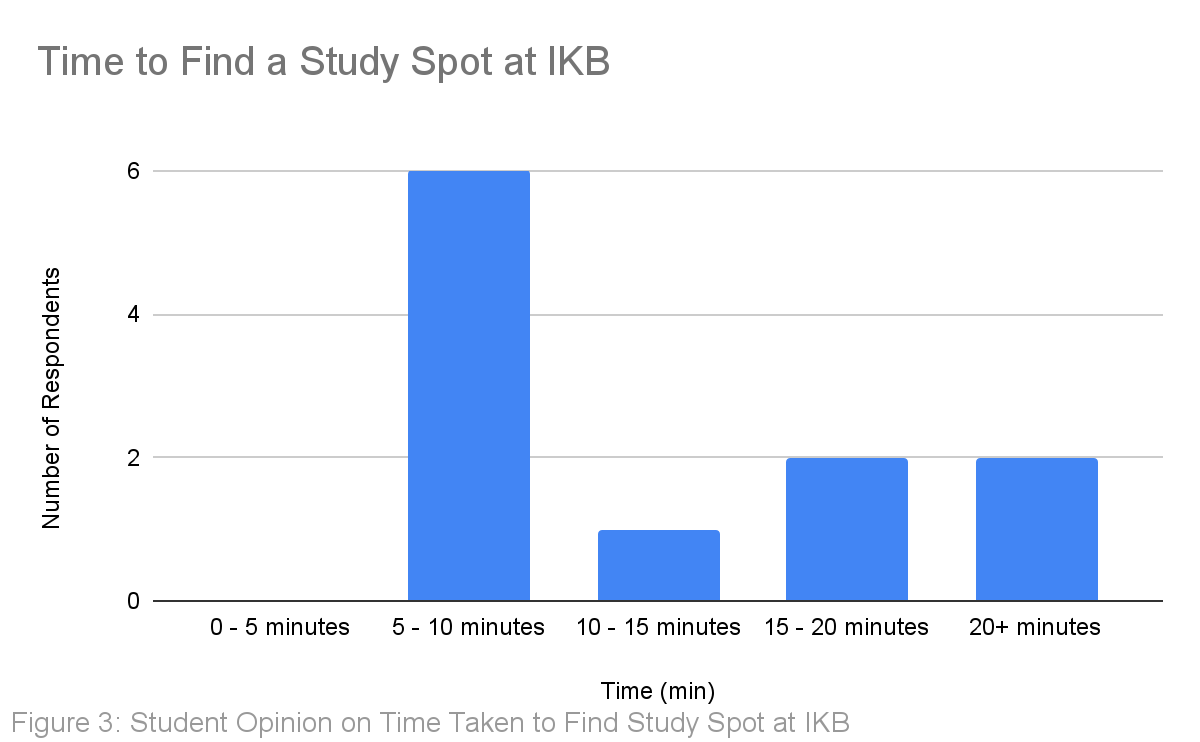 Time to Find a Study Spot at IKB
Number of Respondents
6
4
2
0
0 - 5 minutes 5 - 10 minutes 10 - 15 minutes 15 - 20 minutes 20+ minutes
Time (min)
Figure 3: Student Opinion on Time Taken to Find Study Spot at IKB